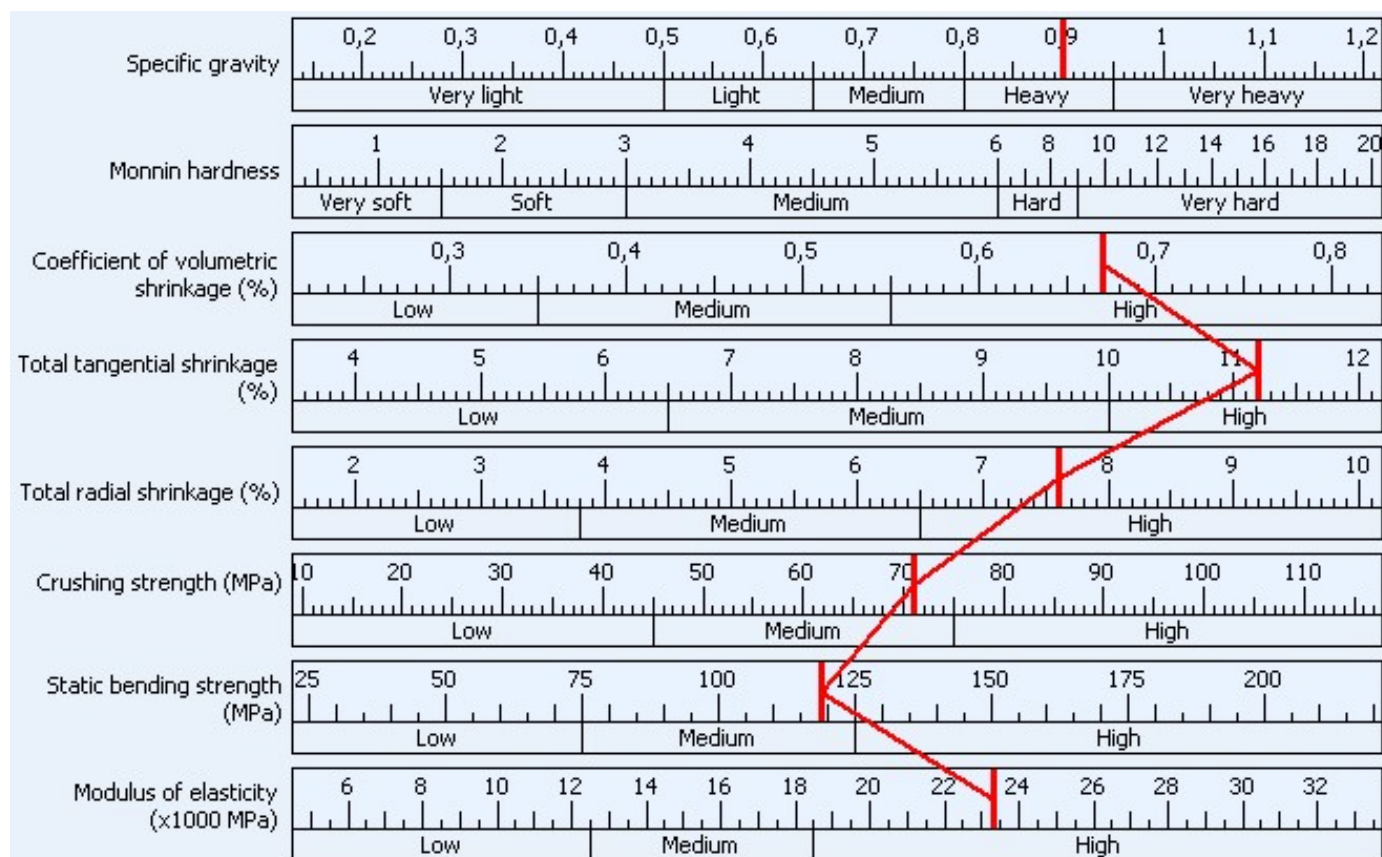 Specific gravity
0,2 0,3 0,4 0,5 0,6 0,7 0,8 0,9 1 1,1 1,2
Very light Light Medium Heavy Very heavy
Monnin hardness
1 2 3 4 5 6 8 10 12 14 16 18 20
Very soft Soft Medium Hard Very hard
Coefficient of volumetric
shrinkage (%)
0,3 0,4 0,5 0,6 0,7 0,8
Low Medium High
Total tangential shrinkage
(%)
4 5 6 7 8 9 10 11 12
Low Medium High
Total radial shrinkage (%)
2 3 4 5 6 7 8 9 10
Low Medium High
Crushing strength (MPa)
10 20 30 40 50 60 70 80 90 100 110
Low Medium High
Static bending strength
(MPa)
25 50 75 100 125 150 175 200
Low Medium High
Modulus of elasticity
(x1000 MPa)
6 8 10 12 14 16 18 20 22 24 26 28 30 32
Low Medium High